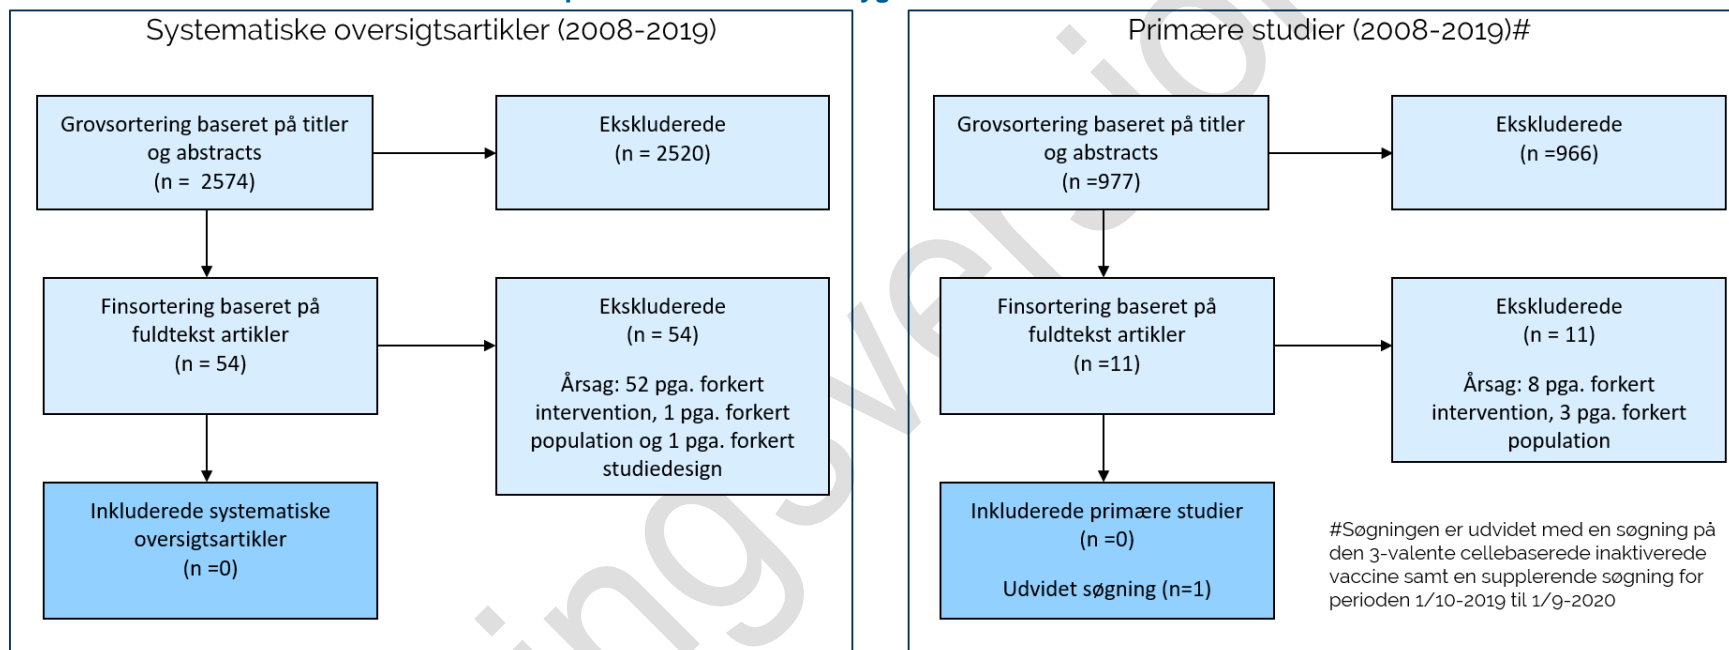 Systematiske oversigtsartikler (2008-2019)
Grovsortering baseret på titler
og abstracts
(n = 2574)
Ekskluderede
(n = 2520)
Finsortering baseret på
fuldtekst artikler
(n = 54)
Ekskluderede
(n = 54)
Årsag: 52 pga. forkert
intervention, 1 pga. forkert
population og 1 pga. forkert
studiedesign
Inkluderede systematiske
oversigtsartikler
(n =0)
Primære studier (2008-2019)#
Grovsortering baseret på titler
og abstracts
(n =977)
Ekskluderede
(n =966)
Finsortering baseret på
fuldtekst artikler
(n =11)
Ekskluderede
(n = 11)
Årsag: 8 pga. forkert
intervention, 3 pga. forkert
population
Inkluderede primære studier
(n =0)
Udvidet søgning (n=1)
#Søgningen er udvidet med en søgning på
den 3-valente cellebaserede inaktiverede
vaccine samt en supplerende søgning for
perioden 1/10-2019 til 1/9-2020